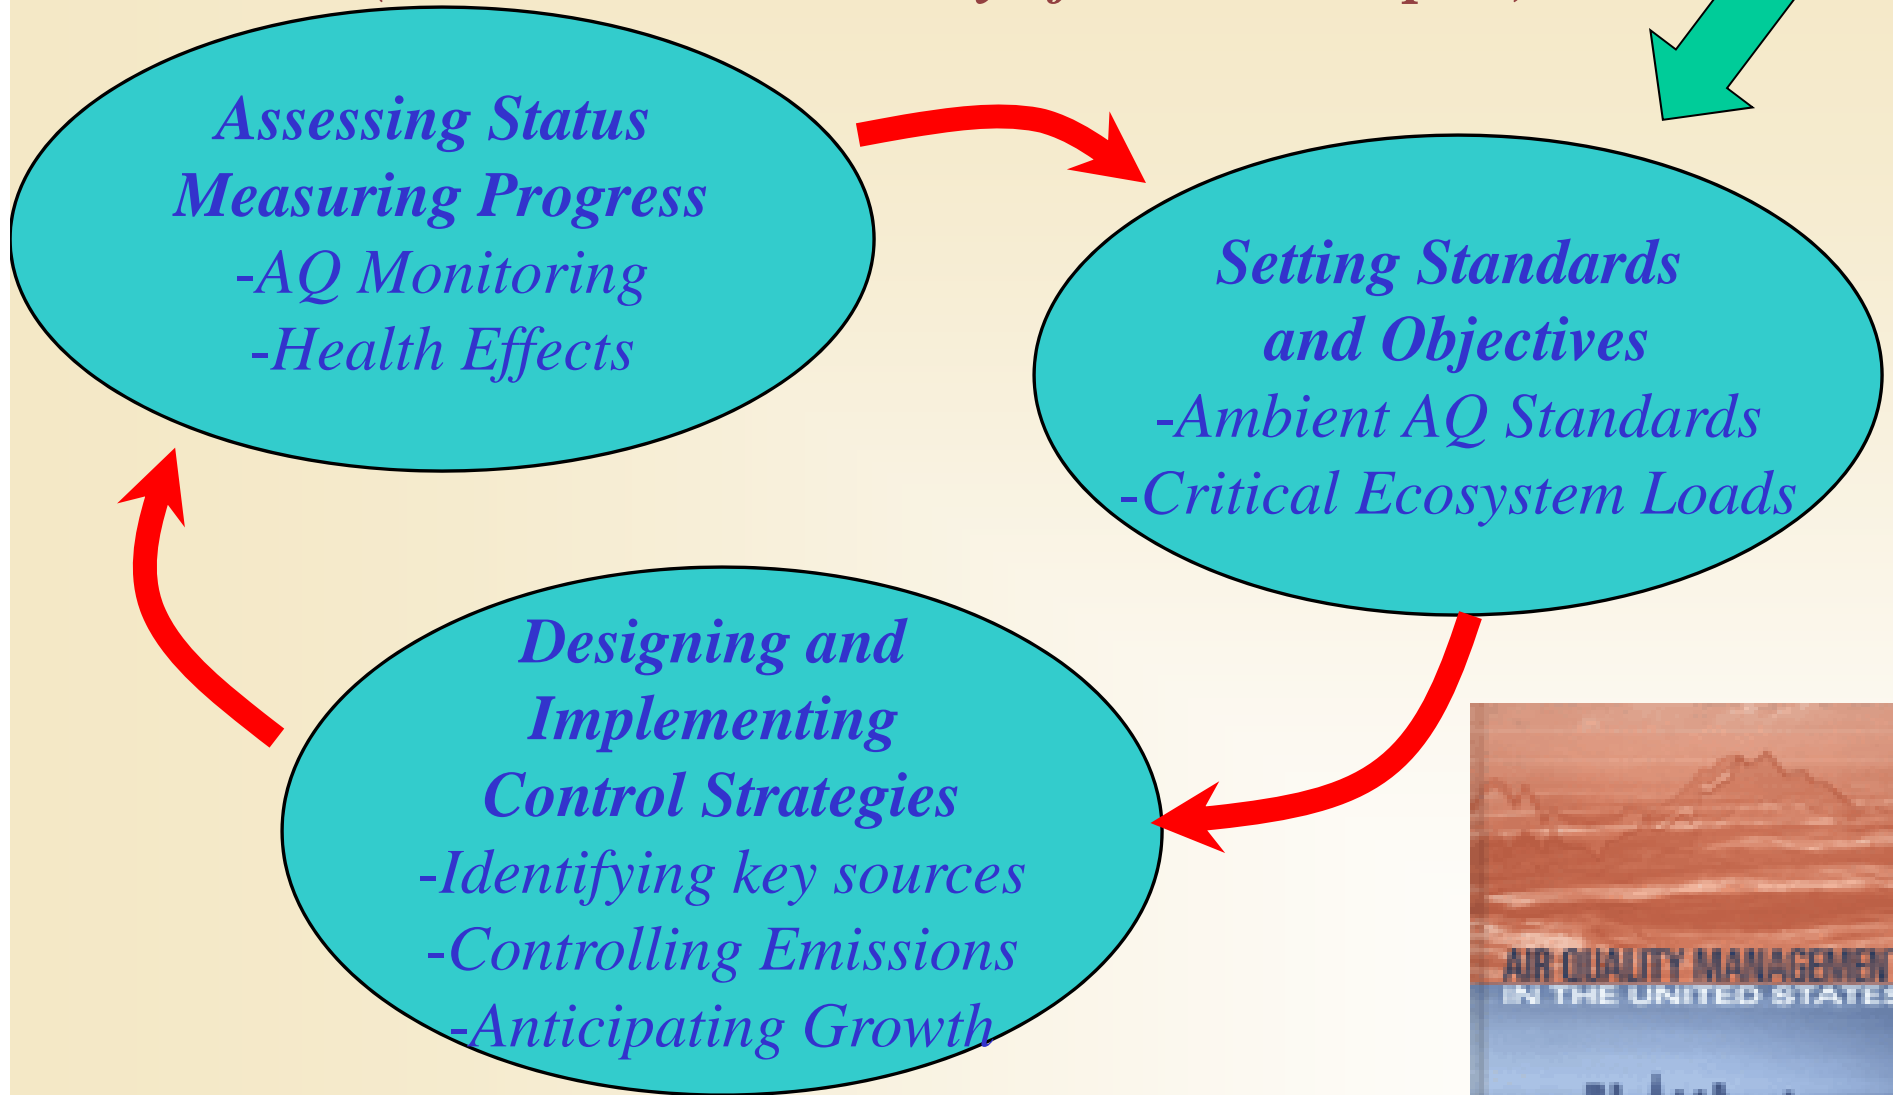 Assessing Status
Measuring Progress
-AQ Monitoring
-Health Effects
Setting Standards
and Objectives
-Ambient AQ Standards
-Critical Ecosystem Loads
Designing and
Implementing
Control Strategies
-Identifying key sources
-Controlling Emissions
-Anticipating Growth
AIR QUALITY MANAGEMENT
IN THE UNITED STATES